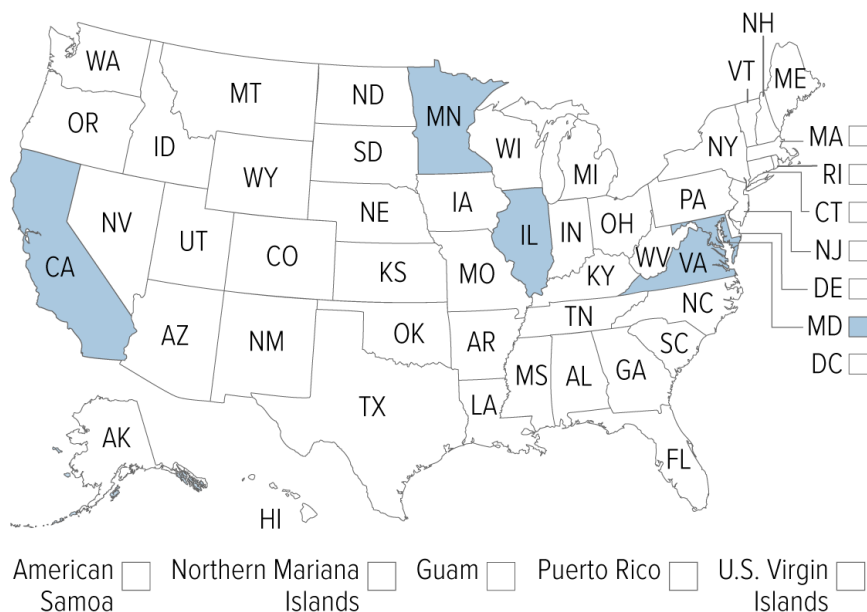 NH
WA
VT
ME
MT
ND
MN
OR
MA
ID
SD
WI
NY
WY
MI
RI
IA
PA
CT
NE
NV
OH
IL
IN
NJ
UT
CO
WV
CA
VA
KS
MO
KY
DE
NC
TN
MD
OK
AZ
NM
AR
SC
DC
MS
AL
GA
LA
TX
AK
FL
HI
American
Samoa
Northern Mariana
Islands
Guam
Puerto Rico
U.S. Virgin
Islands